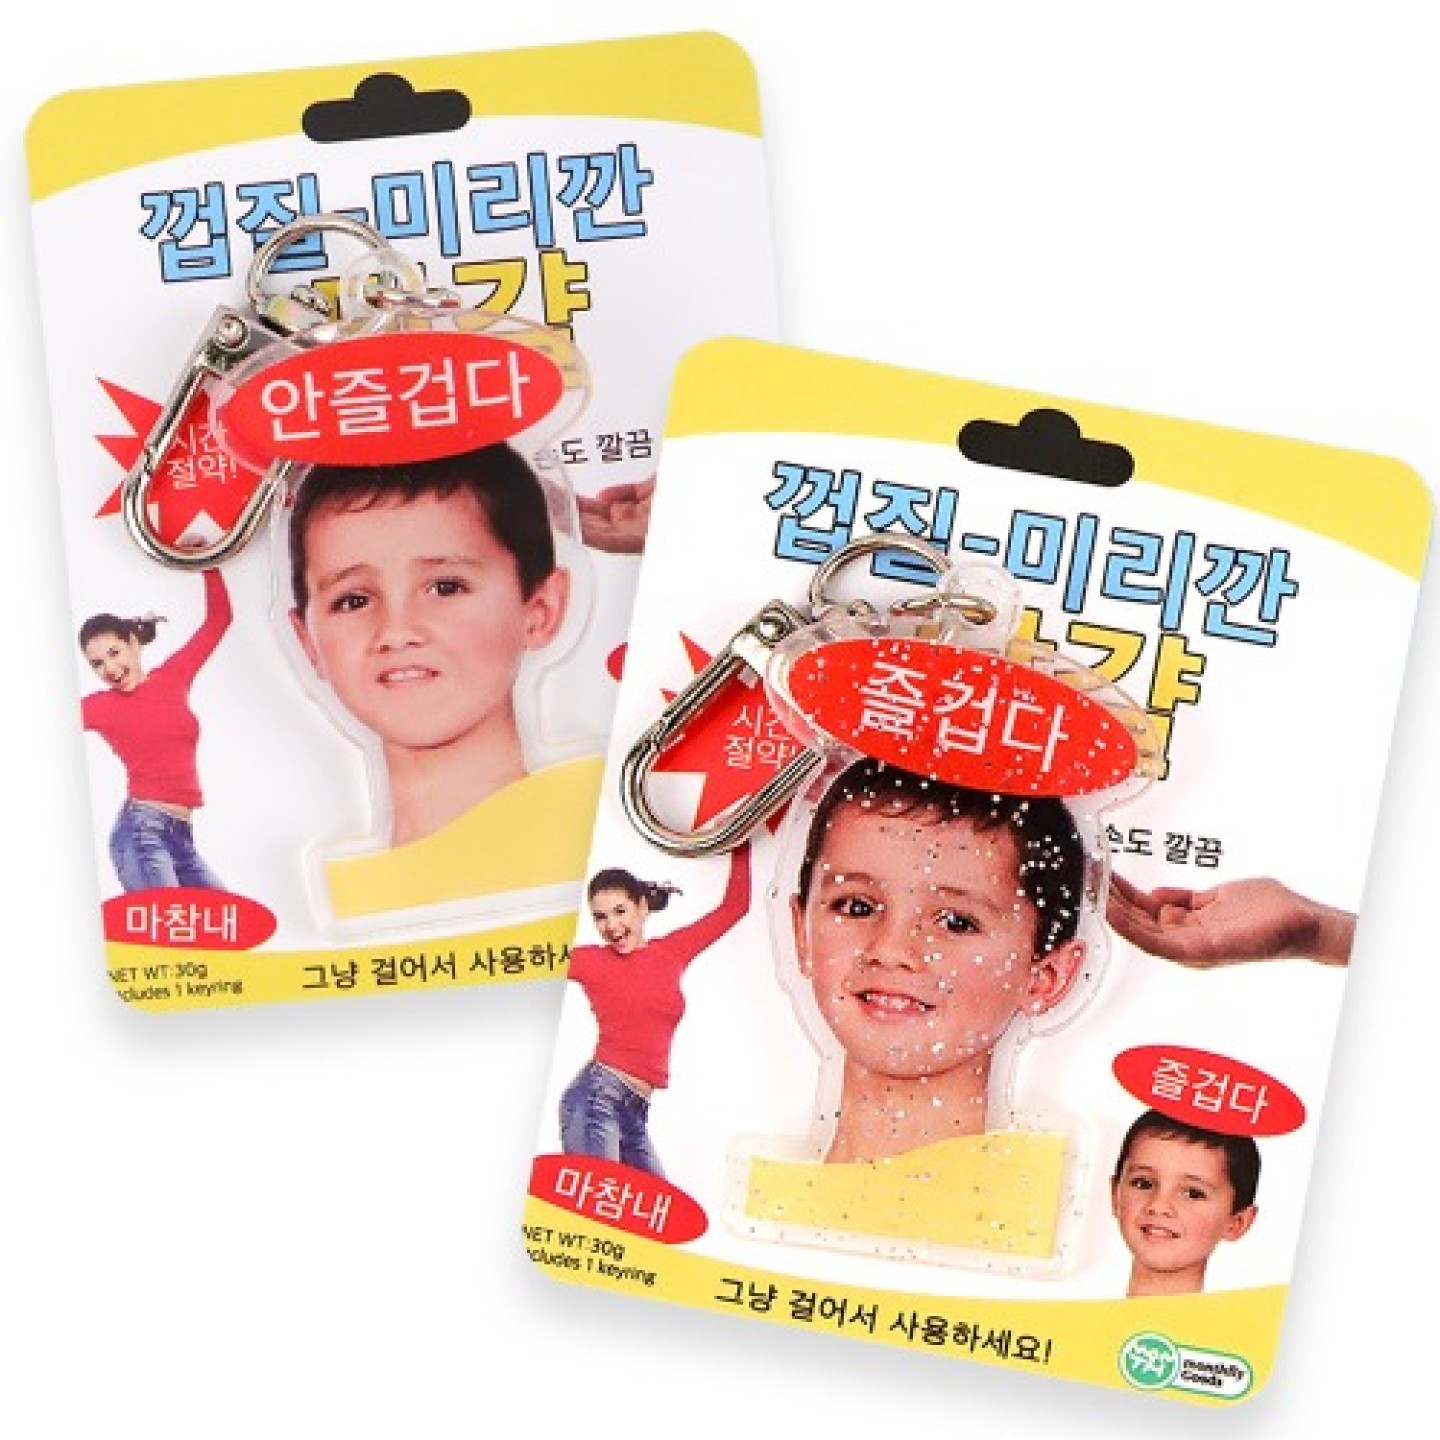 껍질-미리깐
안즐겁다
시간
절약!
손도 깔끔
마참내
NET WT:30g
includes 1 keyring
그냥 걸어서 사용하
껍질-미리깐
즐겁다
시간
절약!
손도 깔끔
즐겁다
마참내
NET WT:30g
includes 1 keyring
그냥 걸어서 사용하세요!
monthlly
Goods